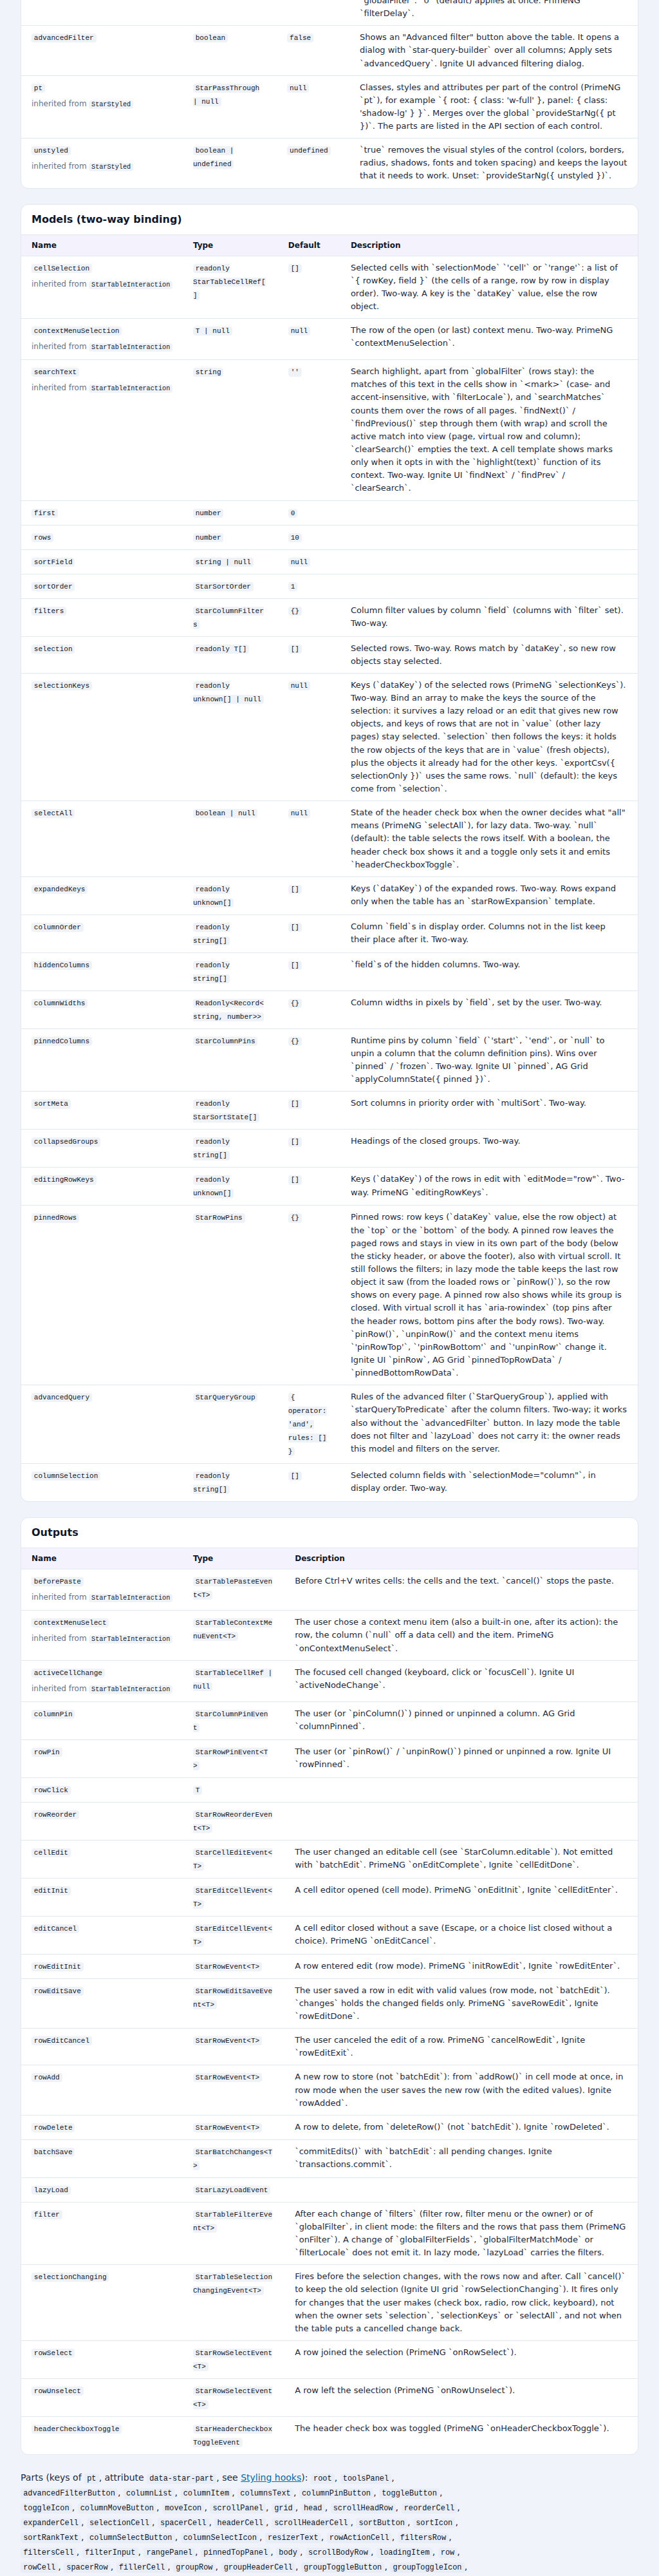 `globalFilter`. `0` (default) applies at once. PrimeNG
`filterDelay`.
advancedFilter boolean false Shows an "Advanced filter" button above the table. It opens a
dialog with `star-query-builder` over all columns; Apply sets
`advancedQuery`. Ignite UI advanced filtering dialog.
pt StarPassThrough null Classes, styles and attributes per part of the control (PrimeNG
inherited from StarStyled | null `pt`), for example `{ root: { class: 'w-full' }, panel: { class:
'shadow-lg' } }`. Merges over the global `provideStarNg({ pt
})`. The parts are listed in the API section of each control.
unstyled boolean | undefined `true` removes the visual styles of the control (colors, borders,
inherited from StarStyled undefined radius, shadows, fonts and token spacing) and keeps the layout
that it needs to work. Unset: `provideStarNg({ unstyled })`.
Models (two-way binding)
Name Type Default Description
cellSelection readonly [] Selected cells with `selectionMode` `'cell'` or `'range'`: a list of
inherited from StarTableInteraction StarTableCellRef[ `{ rowKey, field }` (the cells of a range, row by row in display
] order). Two-way. A key is the `dataKey` value, else the row
object.
contextMenuSelection T | null null The row of the open (or last) context menu. Two-way. PrimeNG
inherited from StarTableInteraction `contextMenuSelection`.
searchText string '' Search highlight, apart from `globalFilter` (rows stay): the
inherited from StarTableInteraction matches of this text in the cells show in `<mark>` (case- and
accent-insensitive, with `filterLocale`), and `searchMatches`
counts them over the rows of all pages. `findNext()` /
`findPrevious()` step through them (with wrap) and scroll the
active match into view (page, virtual row and column);
`clearSearch()` empties the text. A cell template shows marks
only when it opts in with the `highlight(text)` function of its
context. Two-way. Ignite UI `findNext` / `findPrev` /
`clearSearch`.
first number 0
rows number 10
sortField string | null null
sortOrder StarSortOrder 1
filters StarColumnFilter {} Column filter values by column `field` (columns with `filter` set).
s Two-way.
selection readonly T[] [] Selected rows. Two-way. Rows match by `dataKey`, so new row
objects stay selected.
selectionKeys readonly null Keys (`dataKey`) of the selected rows (PrimeNG `selectionKeys`).
unknown[] | null Two-way. Bind an array to make the keys the source of the
selection: it survives a lazy reload or an edit that gives new row
objects, and keys of rows that are not in `value` (other lazy
pages) stay selected. `selection` then follows the keys: it holds
the row objects of the keys that are in `value` (fresh objects),
plus the objects it already had for the other keys. `exportCsv({
selectionOnly })` uses the same rows. `null` (default): the keys
come from `selection`.
selectAll boolean | null null State of the header check box when the owner decides what "all"
means (PrimeNG `selectAll`), for lazy data. Two-way. `null`
(default): the table selects the rows itself. With a boolean, the
header check box shows it and a toggle only sets it and emits
`headerCheckboxToggle`.
expandedKeys readonly [] Keys (`dataKey`) of the expanded rows. Two-way. Rows expand
unknown[] only when the table has an `starRowExpansion` template.
columnOrder readonly [] Column `field`s in display order. Columns not in the list keep
string[] their place after it. Two-way.
hiddenColumns readonly [] `field`s of the hidden columns. Two-way.
string[]
columnWidths Readonly<Record< {} Column widths in pixels by `field`, set by the user. Two-way.
string, number>>
pinnedColumns StarColumnPins {} Runtime pins by column `field` (`'start'`, `'end'`, or `null` to
unpin a column that the column definition pins). Wins over
`pinned` / `frozen`. Two-way. Ignite UI `pinned`, AG Grid
`applyColumnState({ pinned })`.
sortMeta readonly [] Sort columns in priority order with `multiSort`. Two-way.
StarSortState[]
collapsedGroups readonly [] Headings of the closed groups. Two-way.
string[]
editingRowKeys readonly [] Keys (`dataKey`) of the rows in edit with `editMode="row"`. Two-
unknown[] way. PrimeNG `editingRowKeys`.
pinnedRows StarRowPins {} Pinned rows: row keys (`dataKey` value, else the row object) at
the `top` or the `bottom` of the body. A pinned row leaves the
paged rows and stays in view in its own part of the body (below
the sticky header, or above the footer), also with virtual scroll. It
still follows the filters; in lazy mode the table keeps the last row
object it saw (from the loaded rows or `pinRow()`), so the row
shows on every page. A pinned row also shows while its group is
closed. With virtual scroll it has `aria-rowindex` (top pins after
the header rows, bottom pins after the body rows). Two-way.
`pinRow()`, `unpinRow()` and the context menu items
`'pinRowTop'`, `'pinRowBottom'` and `'unpinRow'` change it.
Ignite UI `pinRow`, AG Grid `pinnedTopRowData` /
`pinnedBottomRowData`.
advancedQuery StarQueryGroup { Rules of the advanced filter (`StarQueryGroup`), applied with
operator: `starQueryToPredicate` after the column filters. Two-way; it works
'and', also without the `advancedFilter` button. In lazy mode the table
rules: [] does not filter and `lazyLoad` does not carry it: the owner reads
} this model and filters on the server.
columnSelection readonly [] Selected column fields with `selectionMode="column"`, in
string[] display order. Two-way.
Outputs
Name Type Description
beforePaste StarTablePasteEven Before Ctrl+V writes cells: the cells and the text. `cancel()` stops the paste.
inherited from StarTableInteraction t<T>
contextMenuSelect StarTableContextMe The user chose a context menu item (also a built-in one, after its action): the
inherited from StarTableInteraction nuEvent<T> row, the column (`null` off a data cell) and the item. PrimeNG
`onContextMenuSelect`.
activeCellChange StarTableCellRef | The focused cell changed (keyboard, click or `focusCell`). Ignite UI
inherited from StarTableInteraction null `activeNodeChange`.
columnPin StarColumnPinEven The user (or `pinColumn()`) pinned or unpinned a column. AG Grid
t `columnPinned`.
rowPin StarRowPinEvent<T The user (or `pinRow()` / `unpinRow()`) pinned or unpinned a row. Ignite UI
> `rowPinned`.
rowClick T
rowReorder StarRowReorderEven
t<T>
cellEdit StarCellEditEvent< The user changed an editable cell (see `StarColumn.editable`). Not emitted
T> with `batchEdit`. PrimeNG `onEditComplete`, Ignite `cellEditDone`.
editInit StarEditCellEvent< A cell editor opened (cell mode). PrimeNG `onEditInit`, Ignite `cellEditEnter`.
T>
editCancel StarEditCellEvent< A cell editor closed without a save (Escape, or a choice list closed without a
T> choice). PrimeNG `onEditCancel`.
rowEditInit StarRowEvent<T> A row entered edit (row mode). PrimeNG `initRowEdit`, Ignite `rowEditEnter`.
rowEditSave StarRowEditSaveEve The user saved a row in edit with valid values (row mode, not `batchEdit`).
nt<T> `changes` holds the changed fields only. PrimeNG `saveRowEdit`, Ignite
`rowEditDone`.
rowEditCancel StarRowEvent<T> The user canceled the edit of a row. PrimeNG `cancelRowEdit`, Ignite
`rowEditExit`.
rowAdd StarRowEvent<T> A new row to store (not `batchEdit`): from `addRow()` in cell mode at once, in
row mode when the user saves the new row (with the edited values). Ignite
`rowAdded`.
rowDelete StarRowEvent<T> A row to delete, from `deleteRow()` (not `batchEdit`). Ignite `rowDeleted`.
batchSave StarBatchChanges<T `commitEdits()` with `batchEdit`: all pending changes. Ignite
> `transactions.commit`.
lazyLoad StarLazyLoadEvent
filter StarTableFilterEve After each change of `filters` (filter row, filter menu or the owner) or of
nt<T> `globalFilter`, in client mode: the filters and the rows that pass them (PrimeNG
`onFilter`). A change of `globalFilterFields`, `globalFilterMatchMode` or
`filterLocale` does not emit it. In lazy mode, `lazyLoad` carries the filters.
selectionChanging StarTableSelection Fires before the selection changes, with the rows now and after. Call `cancel()`
ChangingEvent<T> to keep the old selection (Ignite UI grid `rowSelectionChanging`). It fires only
for changes that the user makes (check box, radio, row click, keyboard), not
when the owner sets `selection`, `selectionKeys` or `selectAll`, and not when
the table puts a cancelled change back.
rowSelect StarRowSelectEvent A row joined the selection (PrimeNG `onRowSelect`).
<T>
rowUnselect StarRowSelectEvent A row left the selection (PrimeNG `onRowUnselect`).
<T>
headerCheckboxToggle StarHeaderCheckbox The header check box was toggled (PrimeNG `onHeaderCheckboxToggle`).
ToggleEvent
Parts (keys of pt, attribute data-star-part, see Styling hooks): root, toolsPanel,
advancedFilterButton, columnList, columnItem, columnsText, columnPinButton, toggleButton,
toggleIcon, columnMoveButton, moveIcon, scrollPanel, grid, head, scrollHeadRow, reorderCell,
expanderCell, selectionCell, spacerCell, headerCell, scrollHeaderCell, sortButton, sortIcon,
sortRankText, columnSelectButton, columnSelectIcon, resizerText, rowActionCell, filtersRow,
filtersCell, filterInput, rangePanel, pinnedTopPanel, body, scrollBodyRow, loadingItem, row,
rowCell, spacerRow, fillerCell, groupRow, groupHeaderCell, groupToggleButton, groupToggleIcon,